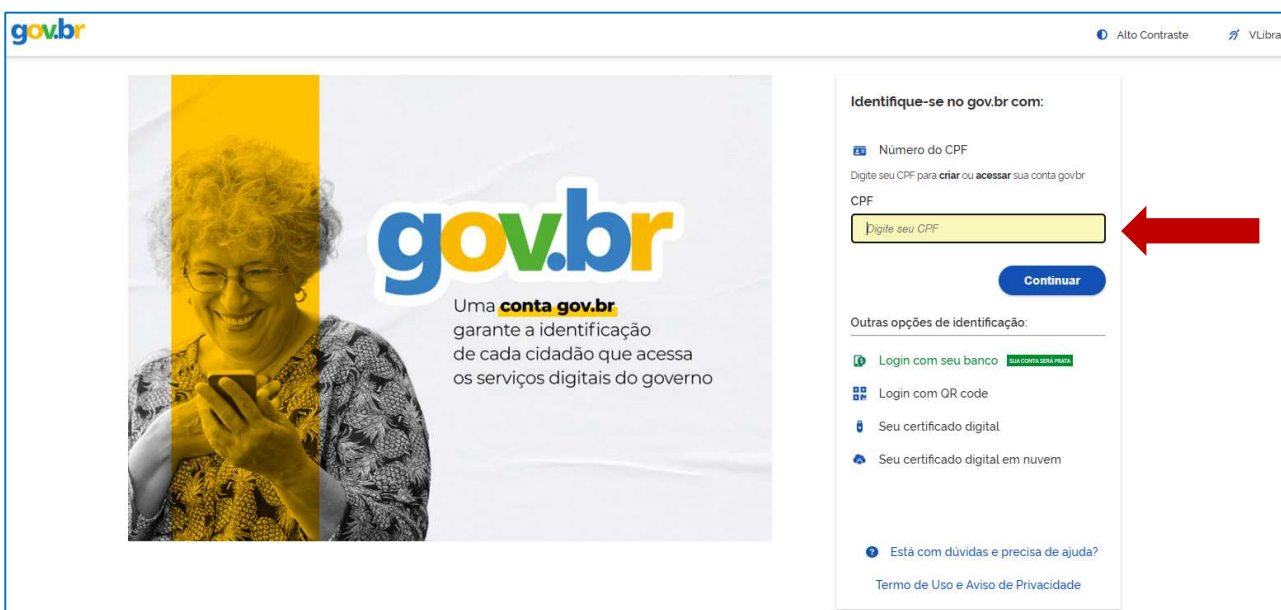 gov.br
Alto Contraste
VLibra
gov.br
Uma conta gov.br
garante a identificação
de cada cidadão que acessa
os serviços digitais do governo
Identifique-se no gov.br com:
Número do CPF
Digite seu CPF para criar ou acessar sua conta gov.br
CPF
Digite seu CPF
Continuar
Outras opções de identificação:
Login com seu banco SUA CONTA SERÁ PRATA
Login com QR code
Seu certificado digital
Seu certificado digital em nuvem
Está com dúvidas e precisa de ajuda?
Termo de Uso e Aviso de Privacidade